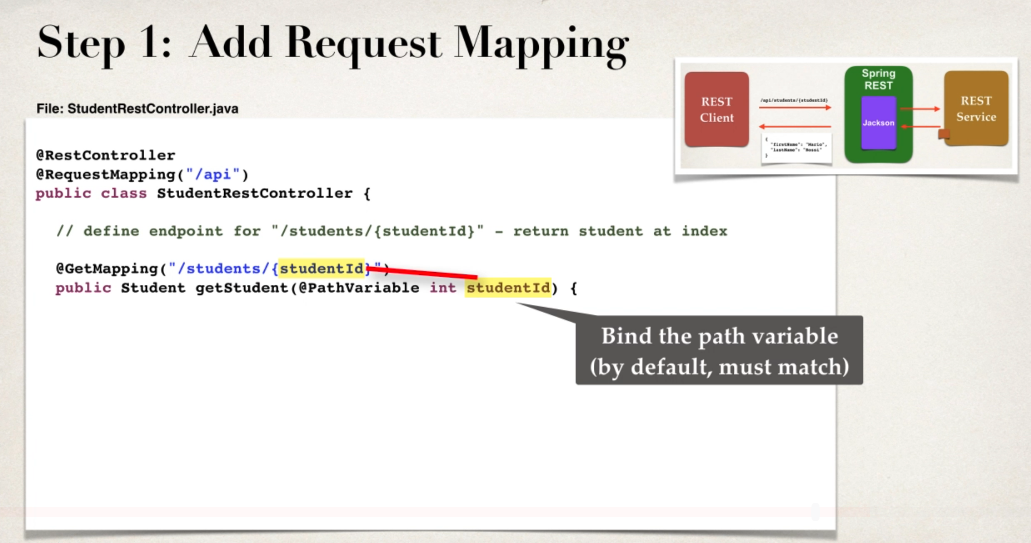 Step 1: Add Request Mapping
File: StudentRestController.java
@RestController
@RequestMapping("/api")
public class StudentRestController {
// define endpoint for "/students/{studentId}" - return student at index
@GetMapping("/students/{studentId}")
public Student getStudent(@PathVariable int studentId) {
Bind the path variable
(by default, must match)
REST
Client
/api/students/{studentId}
{
"firstName": "Mario",
"lastName": "Rossi"
}
Spring
REST
Jackson
REST
Service